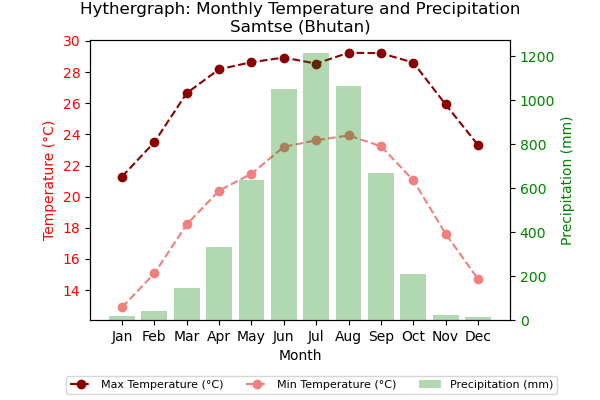 Hythergraph: Monthly Temperature and Precipitation
Samtse (Bhutan)
Temperature (°C)
30
28
26
24
22
20
18
16
14
1200
1000
800
600
400
200
0
Precipitation (mm)
Jan Feb Mar Apr May Jun Jul Aug Sep Oct Nov Dec
Month
Max Temperature (°C) Min Temperature (°C) Precipitation (mm)